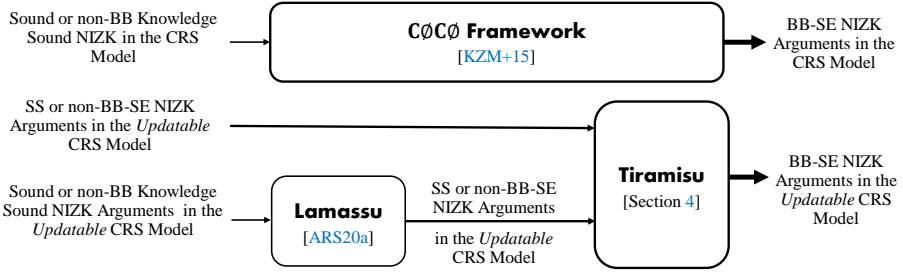 Sound or non-BB Knowledge
Sound NIZK in the CRS
Model
CØCØ Framework
[KZM+15]
BB-SE NIZK
Arguments in the
CRS Model
SS or non-BB-SE NIZK
Arguments in the Updatable
CRS Model
Sound or non-BB Knowledge
Sound NIZK Arguments in the
Updatable CRS Model
Lamassu
[ARS20a]
SS or non-BB-SE
NIZK Arguments
in the Updatable
CRS Model
Tiramisu
[Section 4]
BB-SE NIZK
Arguments in the
Updatable CRS
Model